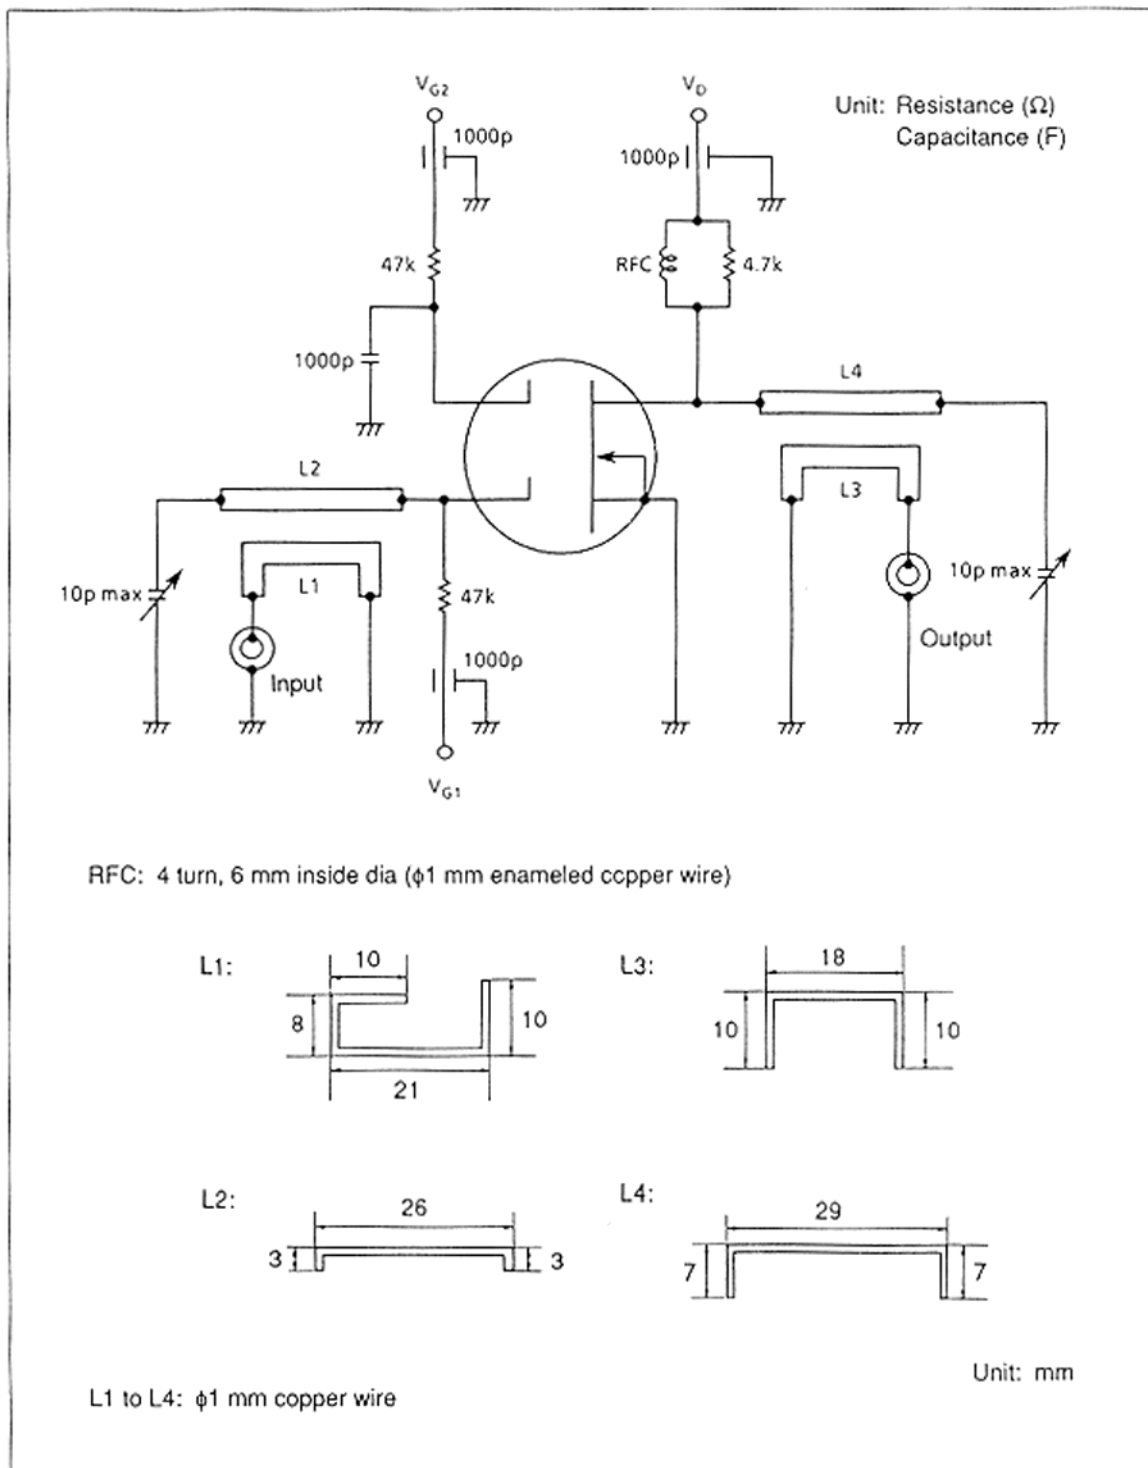 VG2
VD
Unit: Resistance (Ω)
Capacitance (F)
1000p
1000p
47k
RFC
4.7k
1000p
L4
L2
L3
10p max
L1
47k
10p max
Output
1000p
Input
VG1
RFC: 4 turn, 6 mm inside dia (ϕ1 mm enameled ccpper wire)
L1:
10
8
10
21
L3:
18
10
10
L2:
26
3
3
L4:
29
7
7
Unit: mm
L1 to L4: ϕ1 mm copper wire